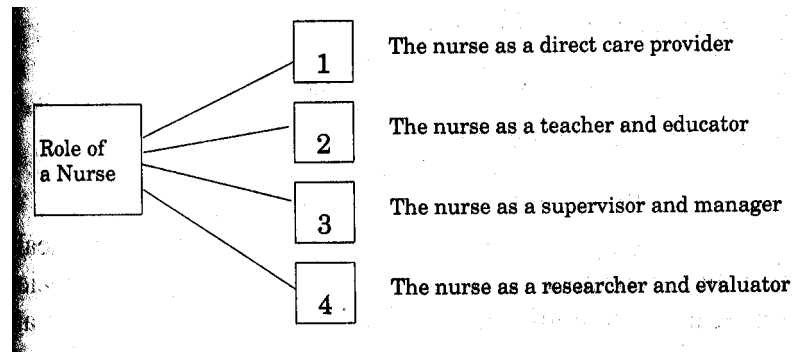 1 The nurse as a direct care provider
2 The nurse as a teacher and educator
Role of
a Nurse
3 The nurse as a supervisor and manager
4 The nurse as a researcher and evaluator